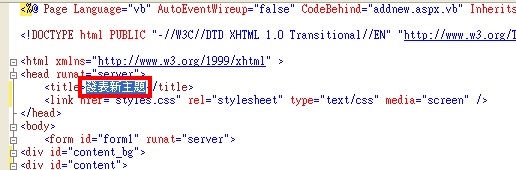 <%@ Page Language="vb" AutoEventWireup="false" CodeBehind="addnew.aspx.vb" Inherits
<!DOCTYPE html PUBLIC "-//W3C//DTD XHTML 1.0 Transitional//EN" "http://www.w3.org/T
<html xmlns="http://www.w3.org/1999/xhtml" >
<head runat="server">
<title>發表新主題</title>
<link href="styles.css" rel="stylesheet" type="text/css" media="screen" />
</head>
<body>
<form id="form1" runat="server">
<div id="content_bg">
<div id="content">